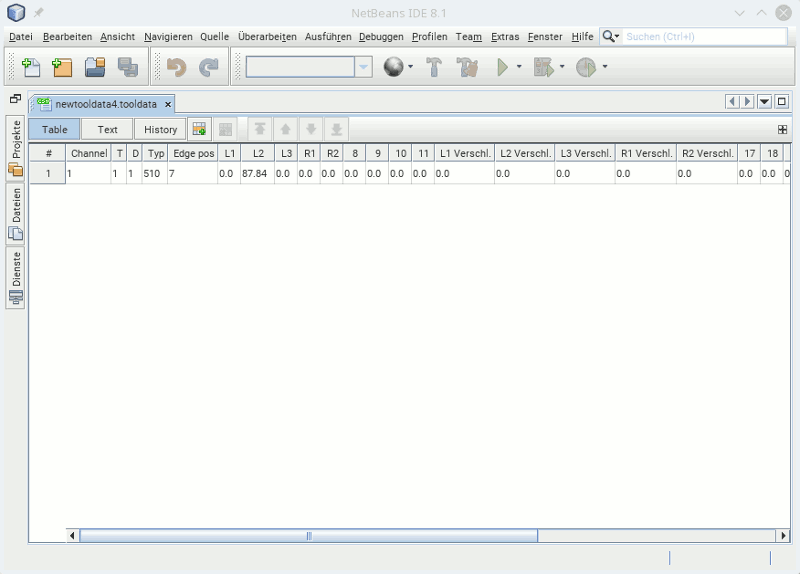 NetBeans IDE 8.1
Datei Bearbeiten Ansicht Navigieren Quelle Überarbeiten Ausführen Debuggen Profilen Team Extras Fenster Hilfe Suchen (Ctrl+I)
newtooldata4.tooldata
Table Text History
# Channel T D Typ Edge pos L1 L2 L3 R1 R2 8 9 10 11 L1 Verschl. L2 Verschl. L3 Verschl. R1 Verschl. R2 Verschl. 17 18
1 1 1 1 510 7 0.0 87.84 0.0 0.0 0.0 0.0 0.0 0.0 0.0 0.0 0.0 0.0 0.0 0.0 0.0 0.0 0
Projekte
Dateien
Dienste